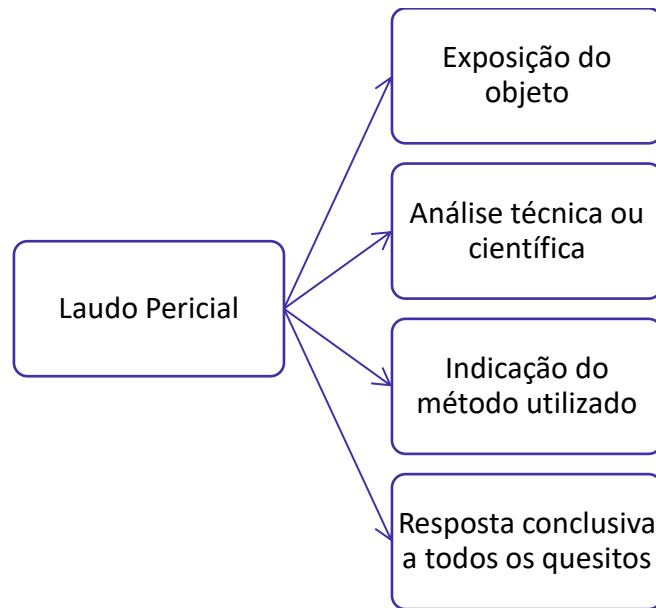 Exposição do
objeto
Análise técnica ou
científica
Laudo Pericial
Indicação do
método utilizado
Resposta conclusiva
a todos os quesitos